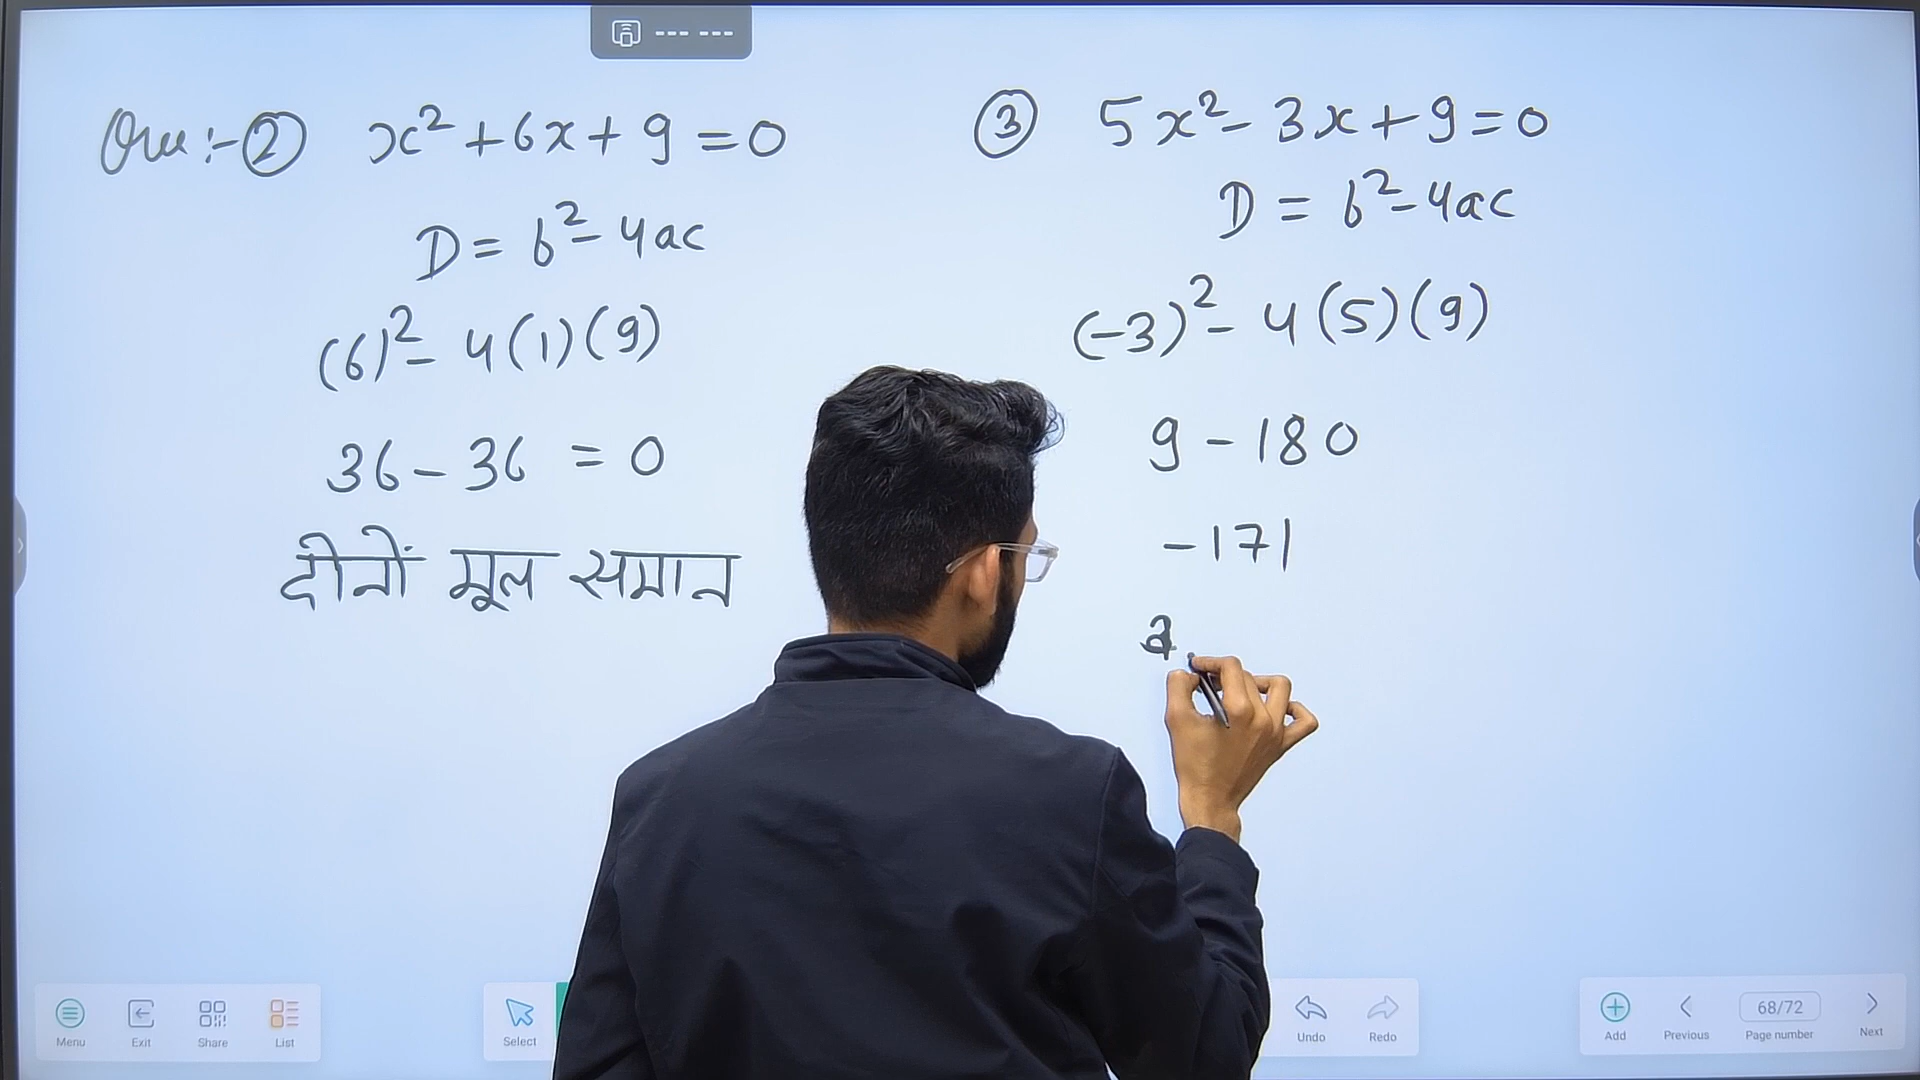 --- ---
Que :- ② x² + 6x + 9 = 0
D = b² - 4ac
(6)² - 4(1)(9)
36 - 36 = 0
दोनों मूल समान
③ 5x² - 3x + 9 = 0
D = b² - 4ac
(-3)² - 4(5)(9)
9 - 180
-171
Menu Exit Share List Select Undo Redo Add Previous 68/72 Page number Next